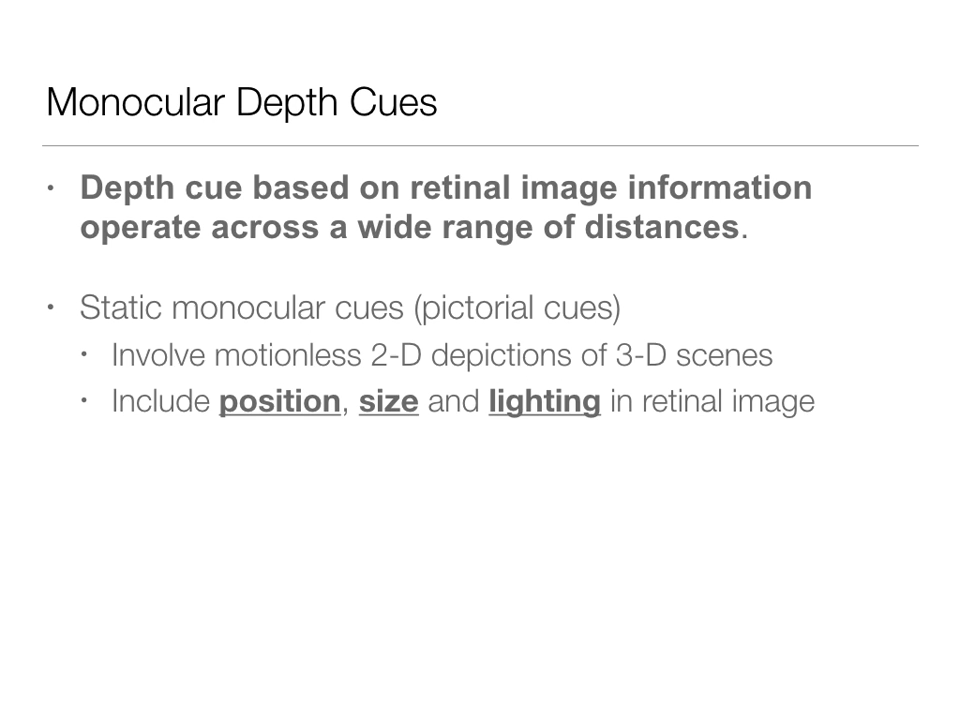 Monocular Depth Cues
• Depth cue based on retinal image information
operate across a wide range of distances.
• Static monocular cues (pictorial cues)
• Involve motionless 2-D depictions of 3-D scenes
• Include position, size and lighting in retinal image